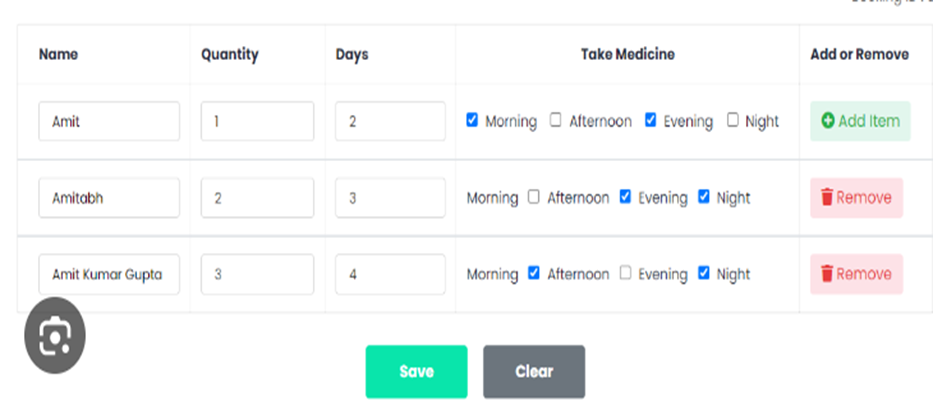 Name Quantity Days Take Medicine Add or Remove
Amit 1 2 Morning Afternoon Evening Night Add Item
Amitabh 2 3 Morning Afternoon Evening Night Remove
Amit Kumar Gupta 3 4 Morning Afternoon Evening Night Remove
Save Clear